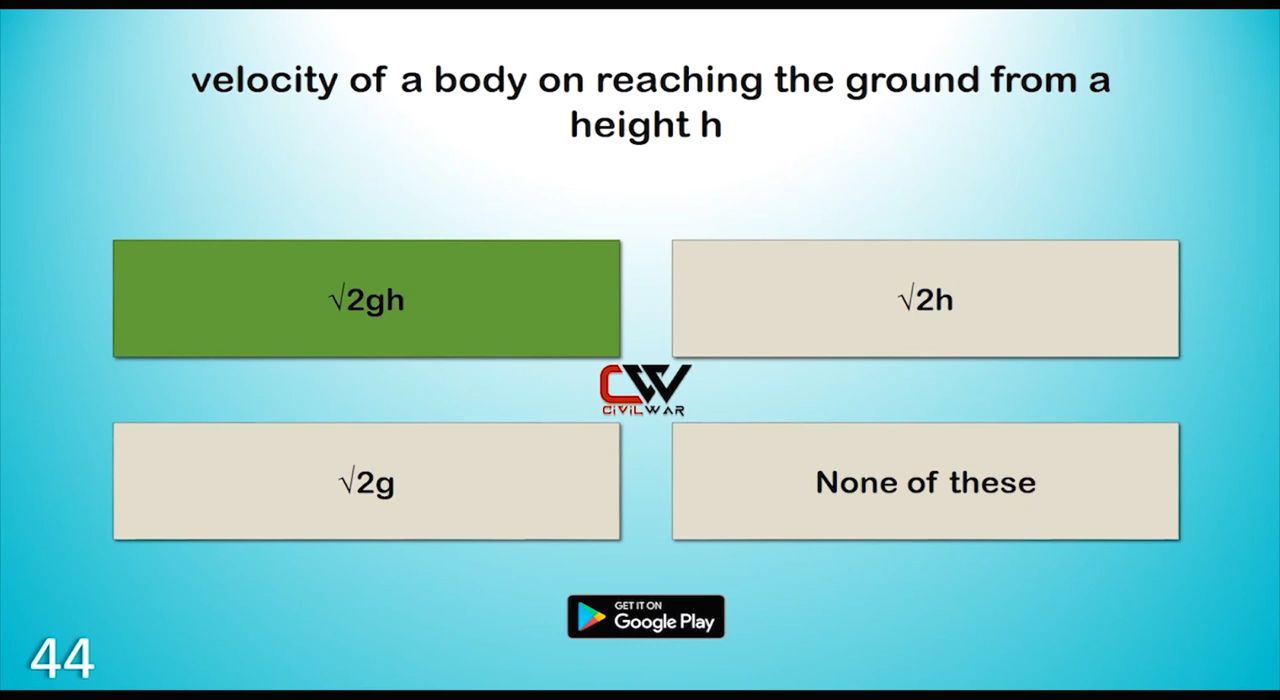 velocity of a body on reaching the ground from a
height h
√2gh
√2h
CW
CIVILWAR
√2g
None of these
GET IT ON
Google Play
44